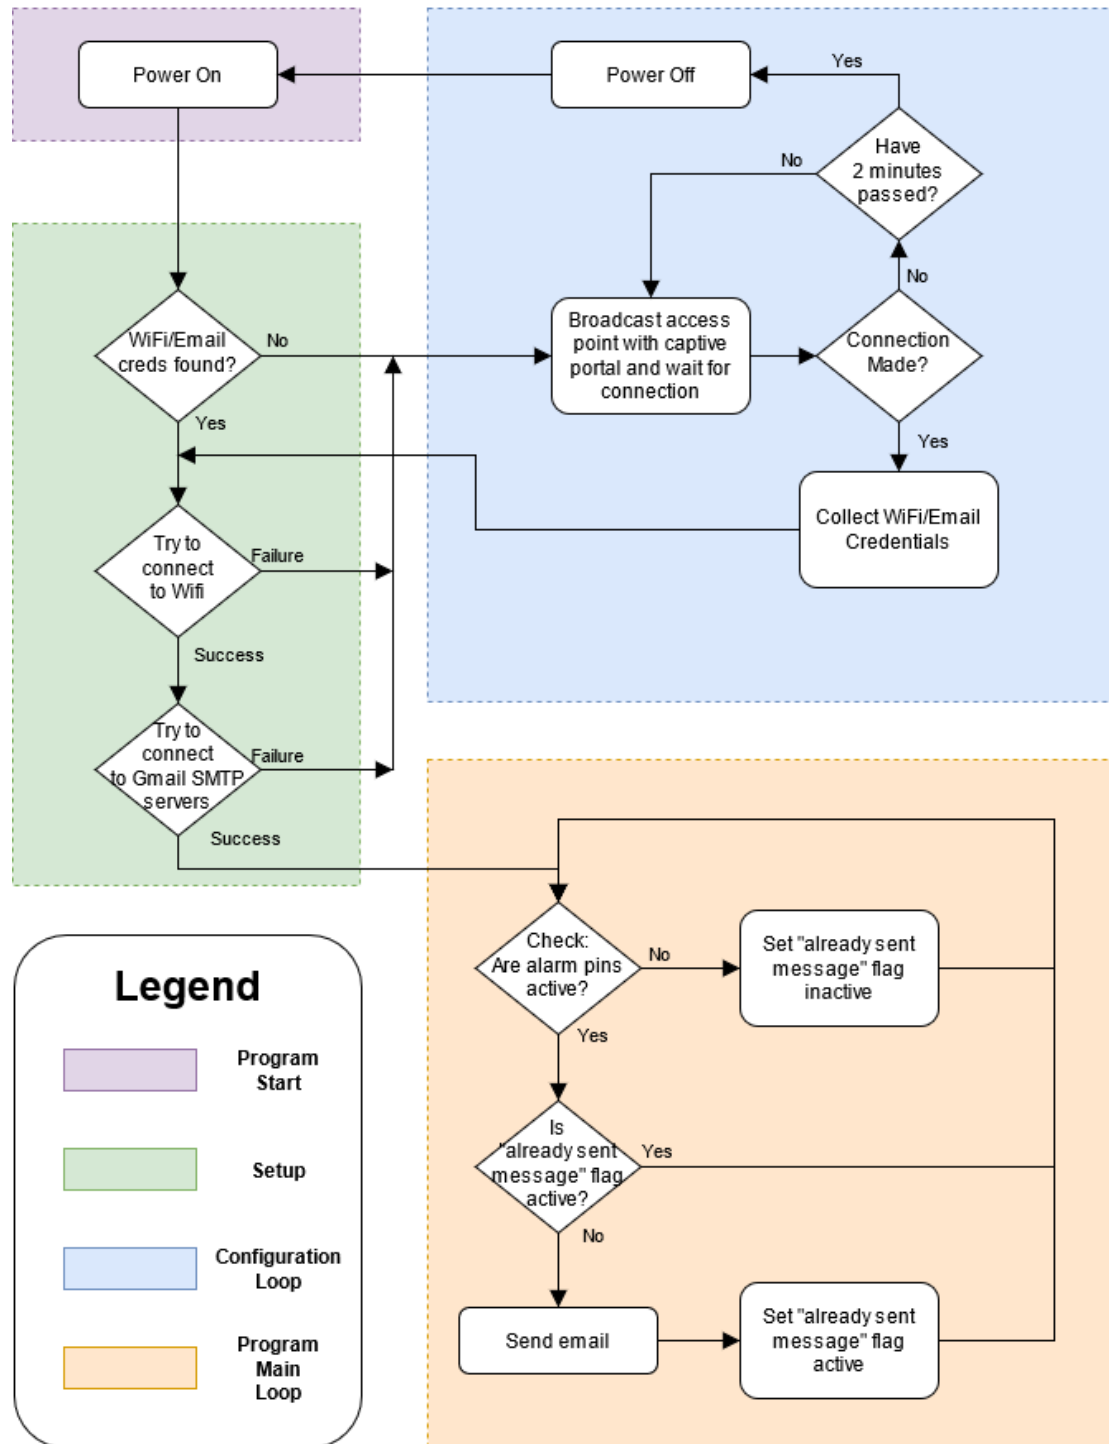 Power On
Power Off
Yes
Have
2 minutes
passed?
No
No
WiFi/Email
creds found?
No
Yes
Broadcast access
point with captive
portal and wait for
connection
Connection
Made?
Yes
Collect WiFi/Email
Credentials
Try to
connect
to Wifi
Failure
Success
Try to
connect
to Gmail SMTP
servers
Failure
Success
Check:
Are alarm pins
active?
No
Yes
Set "already sent
message" flag
inactive
Is
"already sent
message" flag
active?
Yes
No
Send email
Set "already sent
message" flag
active
Legend
Program
Start
Setup
Configuration
Loop
Program
Main
Loop